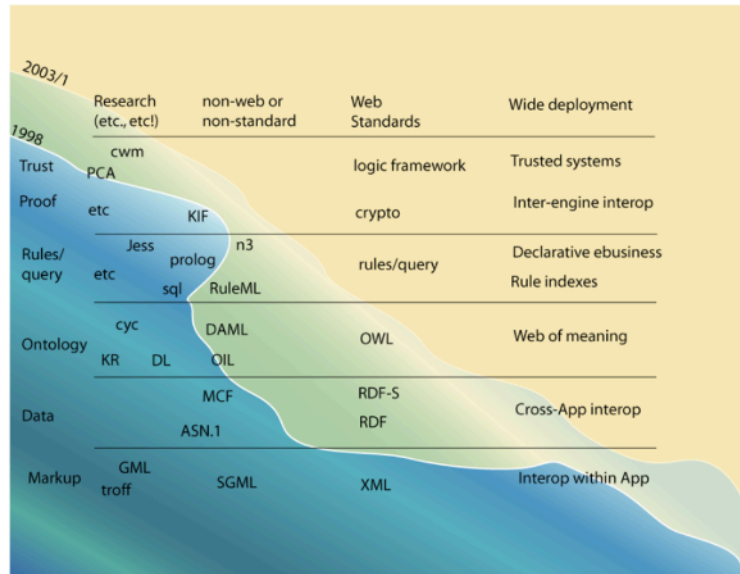 2003/1
Research non-web or Web Wide deployment
(etc., etc!) non-standard Standards
1998
cwm
Trust logic framework Trusted systems
PCA
Proof etc KIF crypto Inter-engine interop
Rules/ Jess n3 Declarative ebusiness
prolog rules/query
query etc Rule indexes
sql RuleML
cyc DAML
Ontology OWL Web of meaning
KR DL OIL
MCF RDF-S
Data Cross-App interop
ASN.1 RDF
GML
Markup SGML XML Interop within App
troff